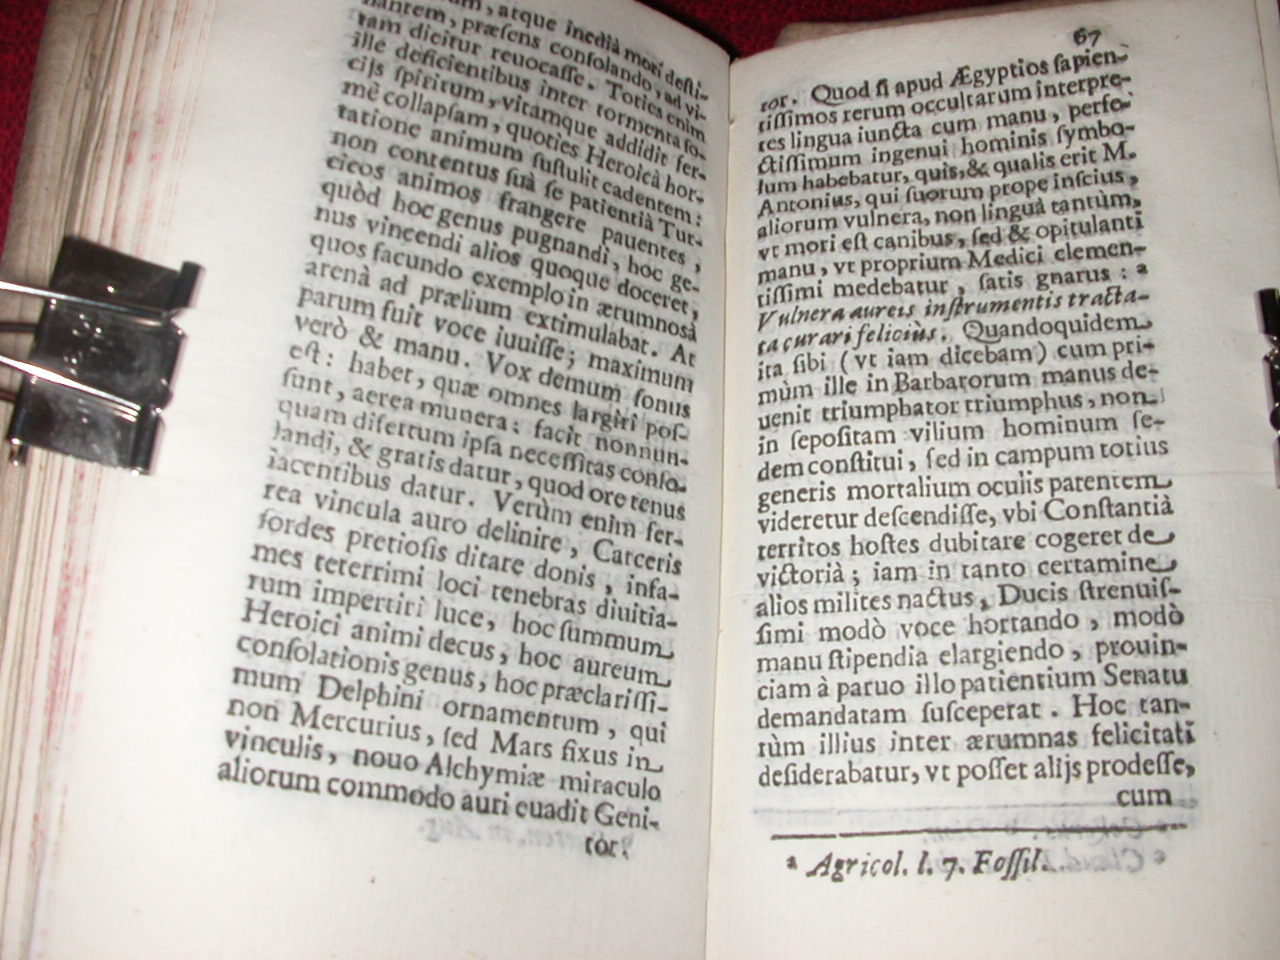 atque inedià mori desti-
nantem, præsens consolando, ad vi-
tam dicitur reuocasse. Toties enim
ille deficientibus inter tormenta so-
cijs spiritum, vitamque addidit fer-
mè collapsam, quotiès Heroicà hor-
tatione animum sustulit cadentem:
non contentus suà se patientià Tur-
cicos animos frangere pauentes,
quòd hoc genus pugnandi, hoc ge-
nus vincendi alios quoque doceret,
quos facundo exemplo in ærumnosà
arenà ad prælium extimulabat. At
parum fuit voce iuuisse; maximum
verò & manu. Vox demum sonus
est: habet, quæ omnes largiri pos-
sunt, aerea munera: facit nonnun-
quam disertum ipsa necessitas conso-
landi, & gratis datur, quod ore tenus
iacentibus datur. Verùm enim fer-
rea vincula auro delinire, Carceris
sordes pretiosis ditare donis, infa-
mes teterrimi loci tenebras diuitia-
rum impertiri luce, hoc summum
Heroici animi decus, hoc aureum
consolationis genus, hoc præclarissi-
mum Delphini ornamentum, qui
non Mercurius, sed Mars fixus in
vinculis, nouo Alchymiæ miraculo
aliorum commodo auri euadit Geni-
tor.
67
tor. Quod si apud Ægyptios sapien-
tissimos rerum occultarum interpre-
tes lingua iuncta cum manu, perfe-
ctissimum ingenui hominis symbo-
lum habebatur, quis, & qualis erit M.
Antonius, qui suorum prope inscius,
aliorum vulnera, non linguà tantùm,
vt mori est canibus, sed & opitulanti
manu, vt proprium Medici clemen-
tissimi medebatur, satis gnarus: a
Vulnera aureis instrumentis tracta-
ta curari feliciùs. Quandoquidem
ita sibi (vt iam dicebam) cum pri-
mùm ille in Barbarorum manus de-
uenit triumphator triumphus, non
in sepositam vilium hominum se-
dem constitui, sed in campum totius
generis mortalium oculis patentem
videretur descendisse, vbi Constantià
territos hostes dubitare cogeret de
victorià; iam in tanto certamine
alios milites nactus, Ducis strenuis-
simi modò voce hortando, modò
manu stipendia elargiendo, prouin-
ciam à paruo illo patientium Senatu
demandatam susceperat. Hoc tan-
tùm illius inter ærumnas felicitati
desiderabatur, vt posset alijs prodesse,
cum
a Agricol. l. 7. Fossil.